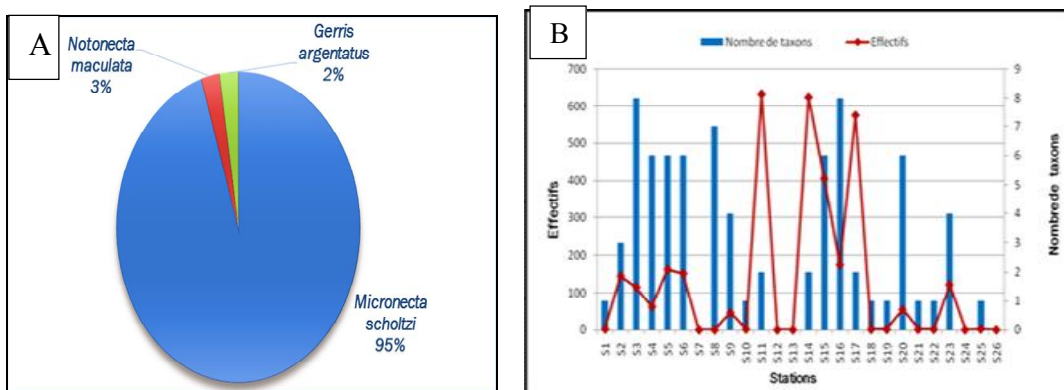 A
Notonecta
maculata
3%
Gerris
argentatus
2%
Micronecta
scholtzi
95%
B
Nombre de taxons
Effectifs
700
600
500
400
300
200
100
0
Effectifs
9
8
7
6
5
4
3
2
1
0
Nombrede taxons
S1
S2
S3
S4
S5
S6
S7
S8
S9
S10
S11
S12
S13
S14
S15
S16
S17
S18
S19
S20
S21
S22
S23
S24
S25
S26
Stations